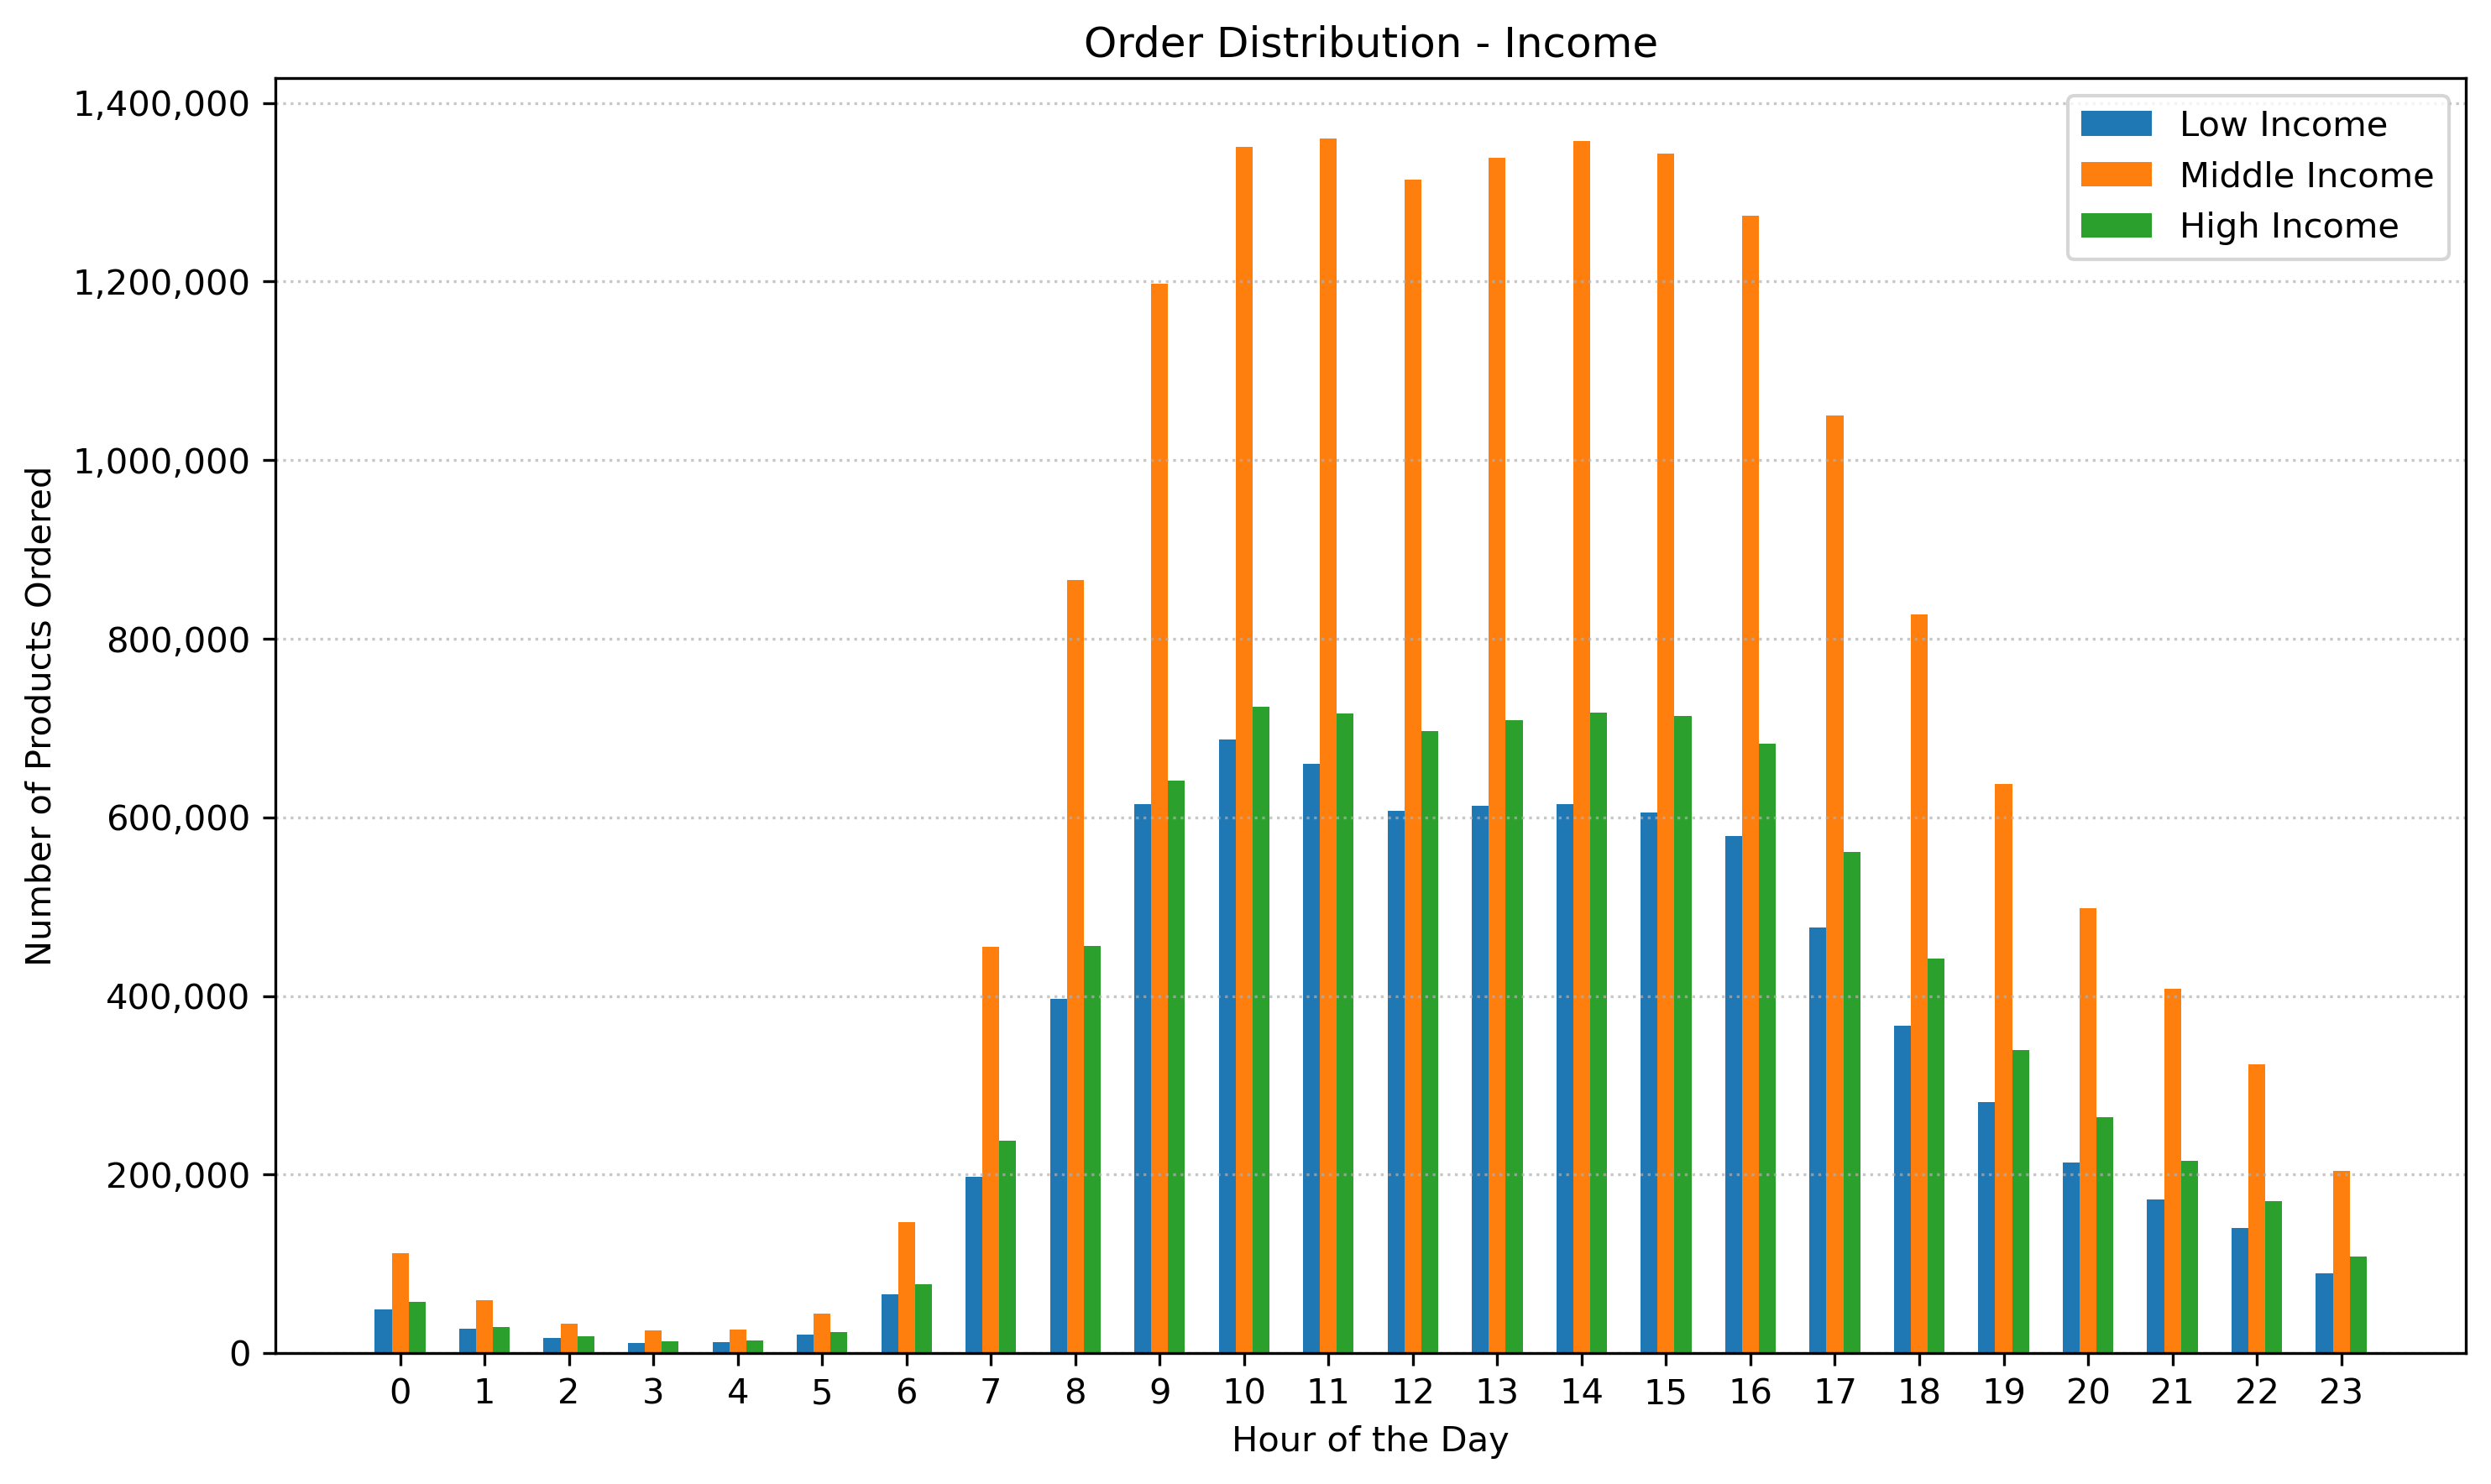 Order Distribution - Income
1,400,000
1,200,000
1,000,000
800,000
600,000
400,000
200,000
0
Number of Products Ordered
Low Income
Middle Income
High Income
0 1 2 3 4 5 6 7 8 9 10 11 12 13 14 15 16 17 18 19 20 21 22 23
Hour of the Day